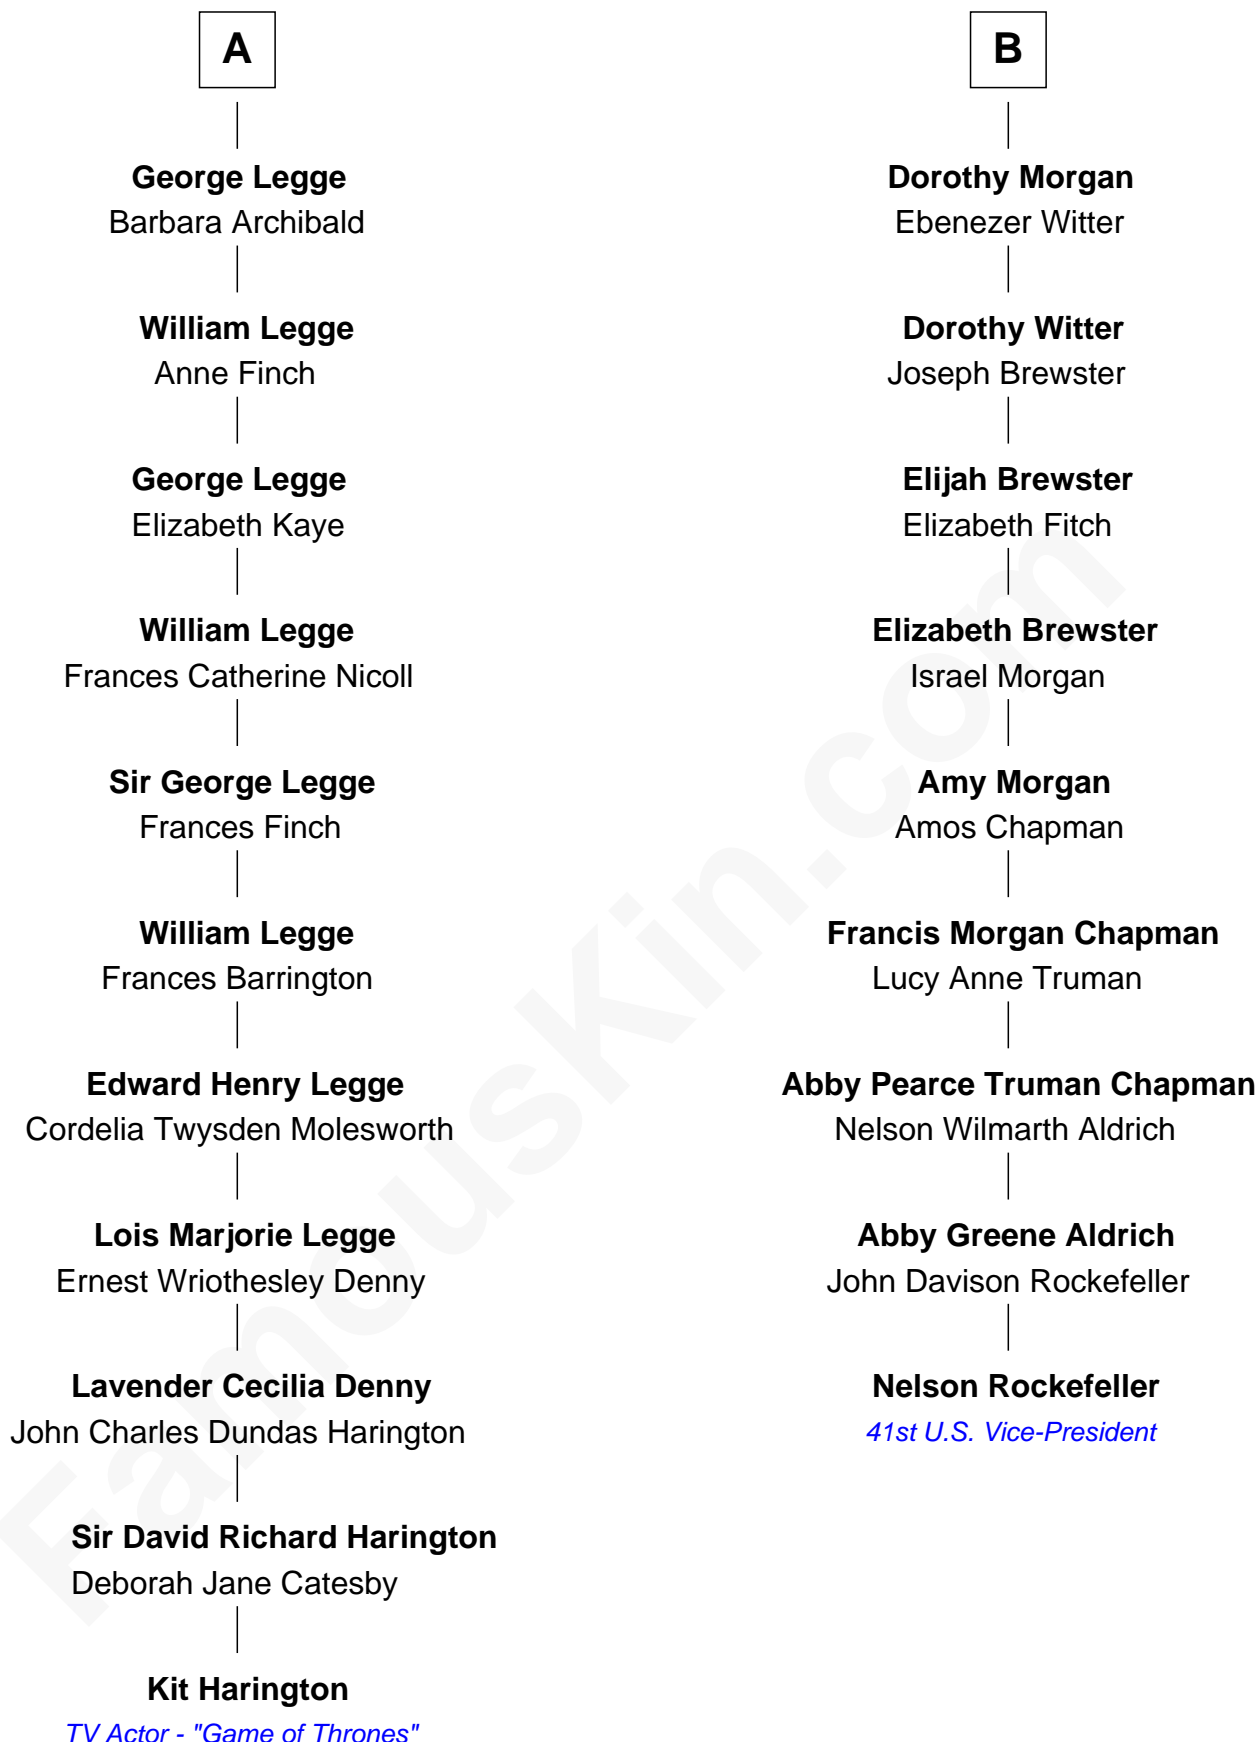 A
George Legge
Barbara Archibald
William Legge
Anne Finch
George Legge
Elizabeth Kaye
William Legge
Frances Catherine Nicoll
Sir George Legge
Frances Finch
William Legge
Frances Barrington
Edward Henry Legge
Cordelia Twysden Molesworth
Lois Marjorie Legge
Ernest Wriothesley Denny
Lavender Cecilia Denny
John Charles Dundas Harington
Sir David Richard Harington
Deborah Jane Catesby
Kit Harington
TV Actor - "Game of Thrones"
B
Dorothy Morgan
Ebenezer Witter
Dorothy Witter
Joseph Brewster
Elijah Brewster
Elizabeth Fitch
Elizabeth Brewster
Israel Morgan
Amy Morgan
Amos Chapman
Francis Morgan Chapman
Lucy Anne Truman
Abby Pearce Truman Chapman
Nelson Wilmarth Aldrich
Abby Greene Aldrich
John Davison Rockefeller
Nelson Rockefeller
41st U.S. Vice-President
FamousKin.com